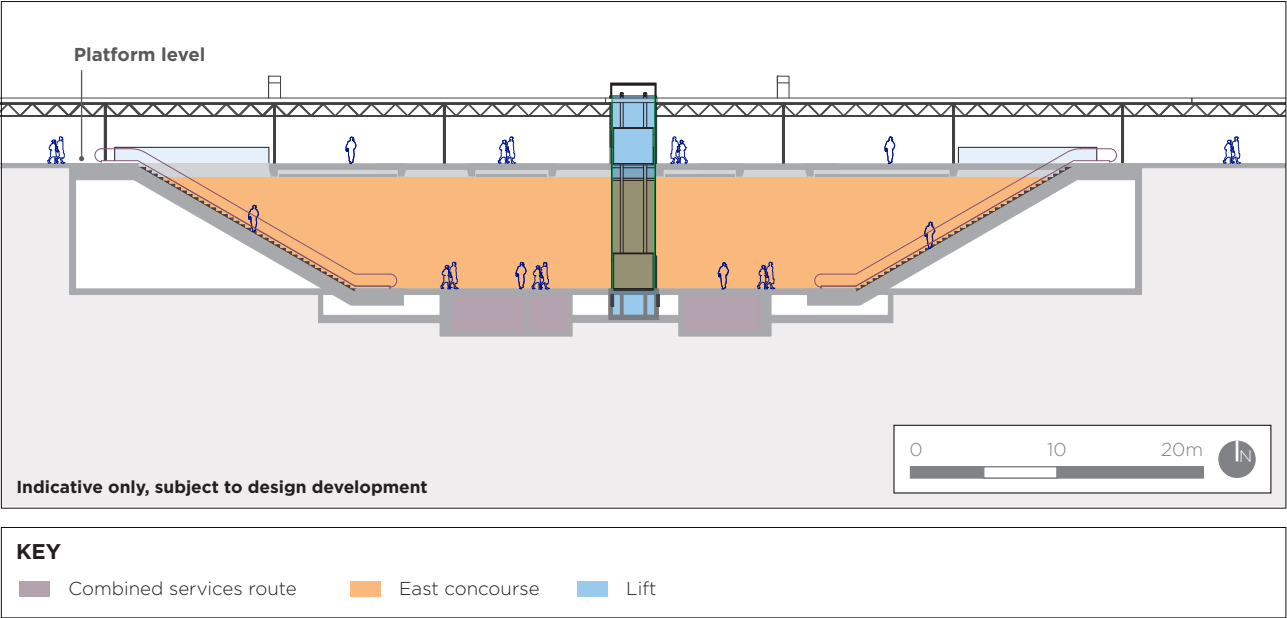 Platform level
0 10 20m
N
Indicative only, subject to design development
KEY
Combined services route East concourse Lift